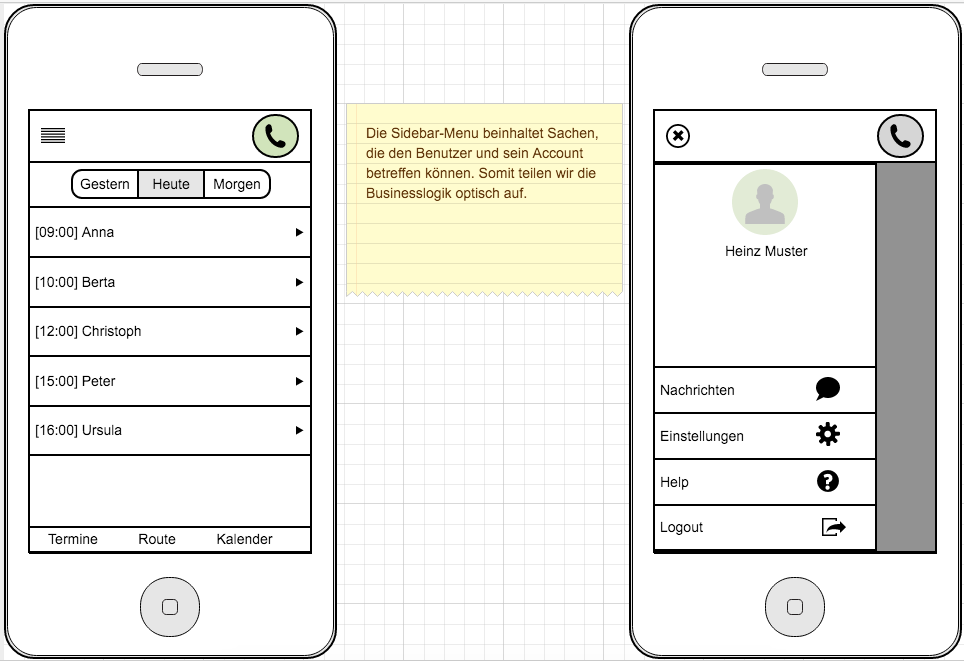 Gestern Heute Morgen
[09:00] Anna
[10:00] Berta
[12:00] Christoph
[15:00] Peter
[16:00] Ursula
Termine Route Kalender
Die Sidebar-Menu beinhaltet Sachen,
die den Benutzer und sein Account
betreffen können. Somit teilen wir die
Businesslogik optisch auf.
Heinz Muster
Nachrichten
Einstellungen
Help
Logout